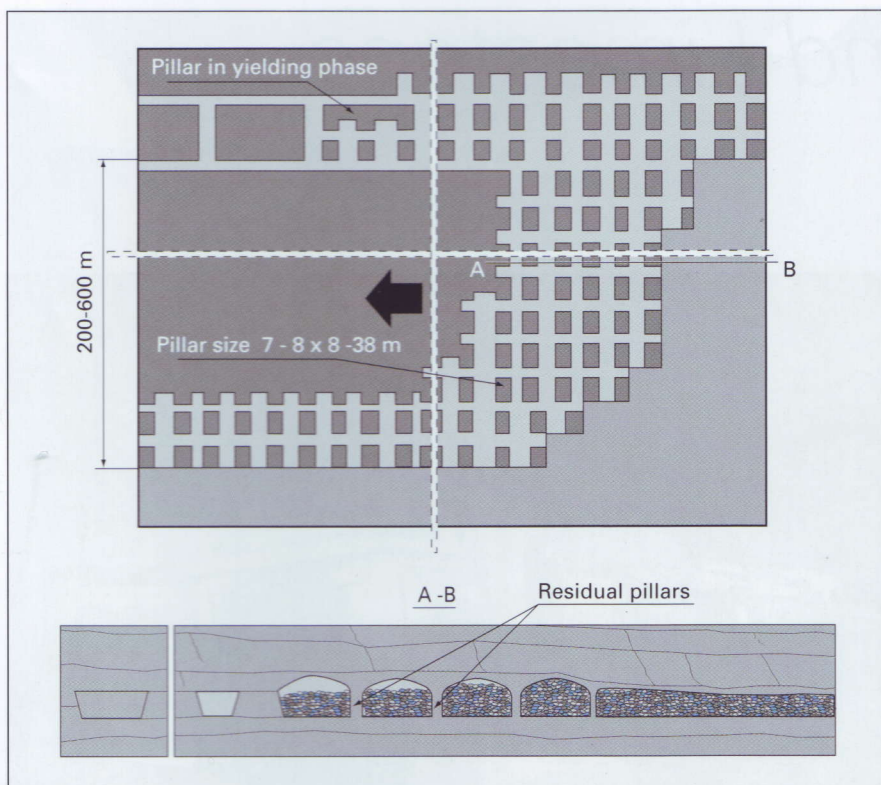 Pillar in yielding phase
200-600 m
A
B
Pillar size 7 - 8 x 8 -38 m
A -B
Residual pillars